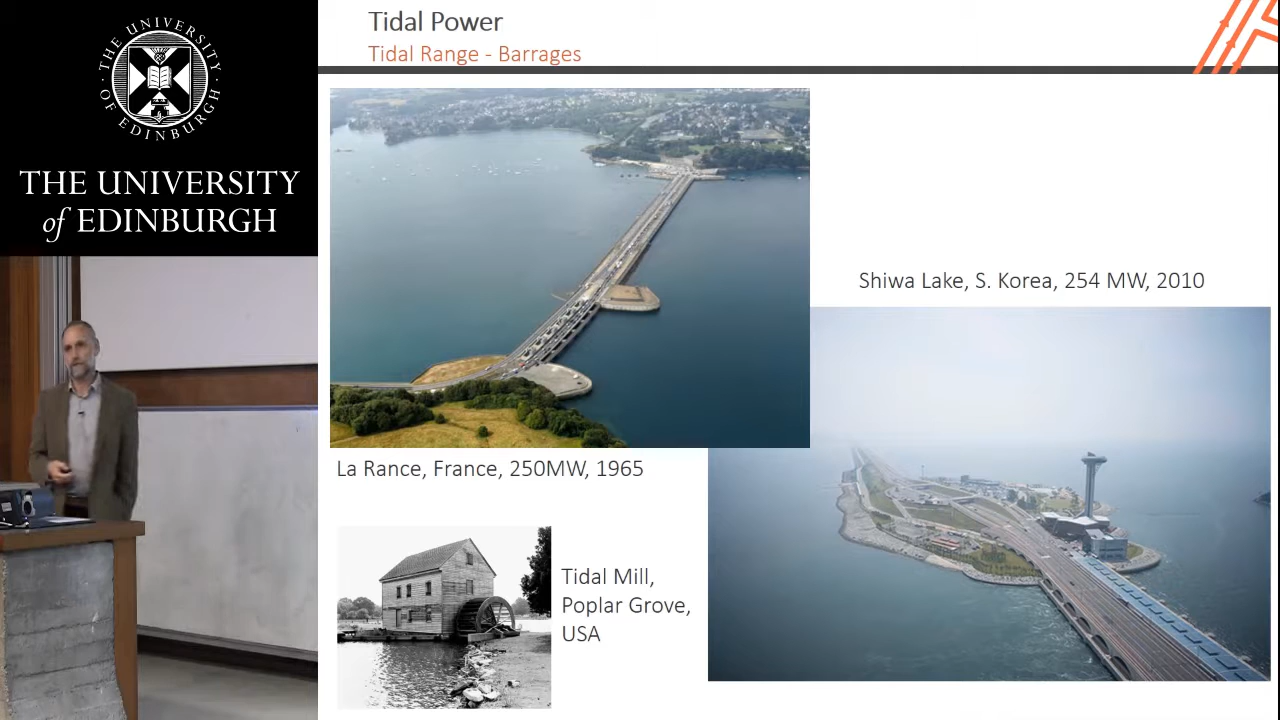 THE UNIVERSITY OF EDINBURGH
THE UNIVERSITY
of EDINBURGH
Tidal Power
Tidal Range - Barrages
Shiwa Lake, S. Korea, 254 MW, 2010
La Rance, France, 250MW, 1965
Tidal Mill,
Poplar Grove,
USA